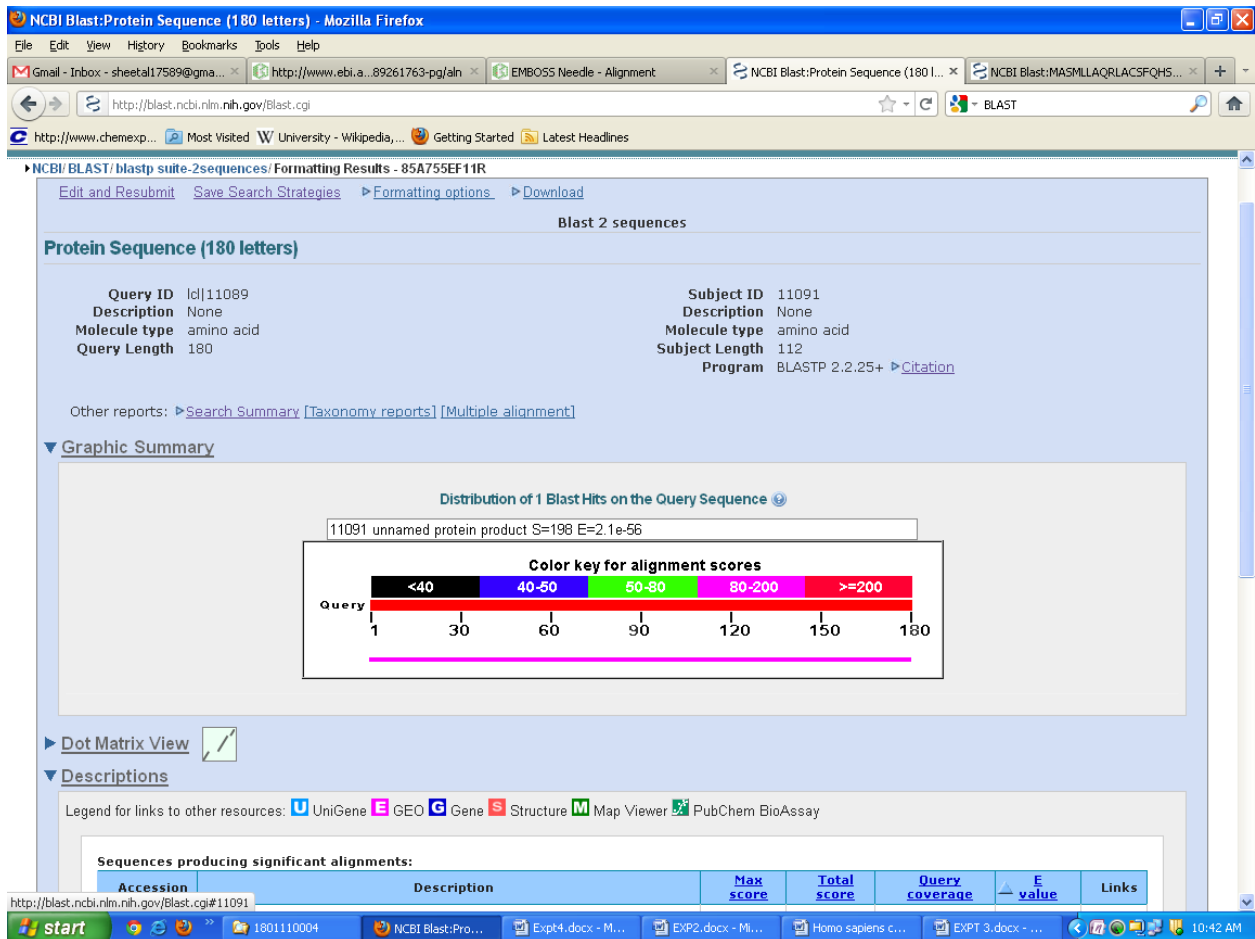 NCBI Blast:Protein Sequence (180 letters) - Mozilla Firefox
File Edit View History Bookmarks Tools Help
Gmail - Inbox - sheetal17589@gma... http://www.ebi.a...89261763-pg/aln EMBOSS Needle - Alignment NCBI Blast:Protein Sequence (180 l... NCBI Blast:MASMLLAQRLACSFQHS...
http://blast.ncbi.nlm.nih.gov/Blast.cgi BLAST
http://www.chemexp... Most Visited University - Wikipedia,... Getting Started Latest Headlines
NCBI/ BLAST/ blastp suite-2sequences/ Formatting Results - 85A755EF11R
Edit and Resubmit Save Search Strategies Formatting options Download
Blast 2 sequences
Protein Sequence (180 letters)
Query ID lcl|11089 Subject ID 11091
Description None Description None
Molecule type amino acid Molecule type amino acid
Query Length 180 Subject Length 112
Program BLASTP 2.2.25+ Citation
Other reports: Search Summary [Taxonomy reports] [Multiple alignment]
Graphic Summary
Distribution of 1 Blast Hits on the Query Sequence
11091 unnamed protein product S=198 E=2.1e-56
Color key for alignment scores
<40 40-50 50-80 80-200 >=200
Query
1 30 60 90 120 150 180
Dot Matrix View
Descriptions
Legend for links to other resources: U UniGene E GEO G Gene S Structure M Map Viewer PubChem BioAssay
Sequences producing significant alignments:
Accession Description Max score Total score Query coverage E value Links
http://blast.ncbi.nlm.nih.gov/Blast.cgi#11091
start 1801110004 NCBI Blast:Pro... Expt4.docx - M... EXP2.docx - Mi... Homo sapiens c... EXPT 3.docx - ... 10:42 AM